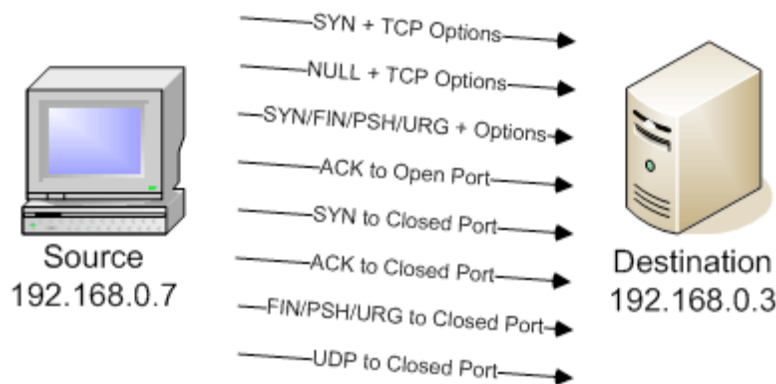 SYN + TCP Options
NULL + TCP Options
SYN/FIN/PSH/URG + Options
ACK to Open Port
SYN to Closed Port
ACK to Closed Port
FIN/PSH/URG to Closed Port
UDP to Closed Port
Source
192.168.0.7
Destination
192.168.0.3